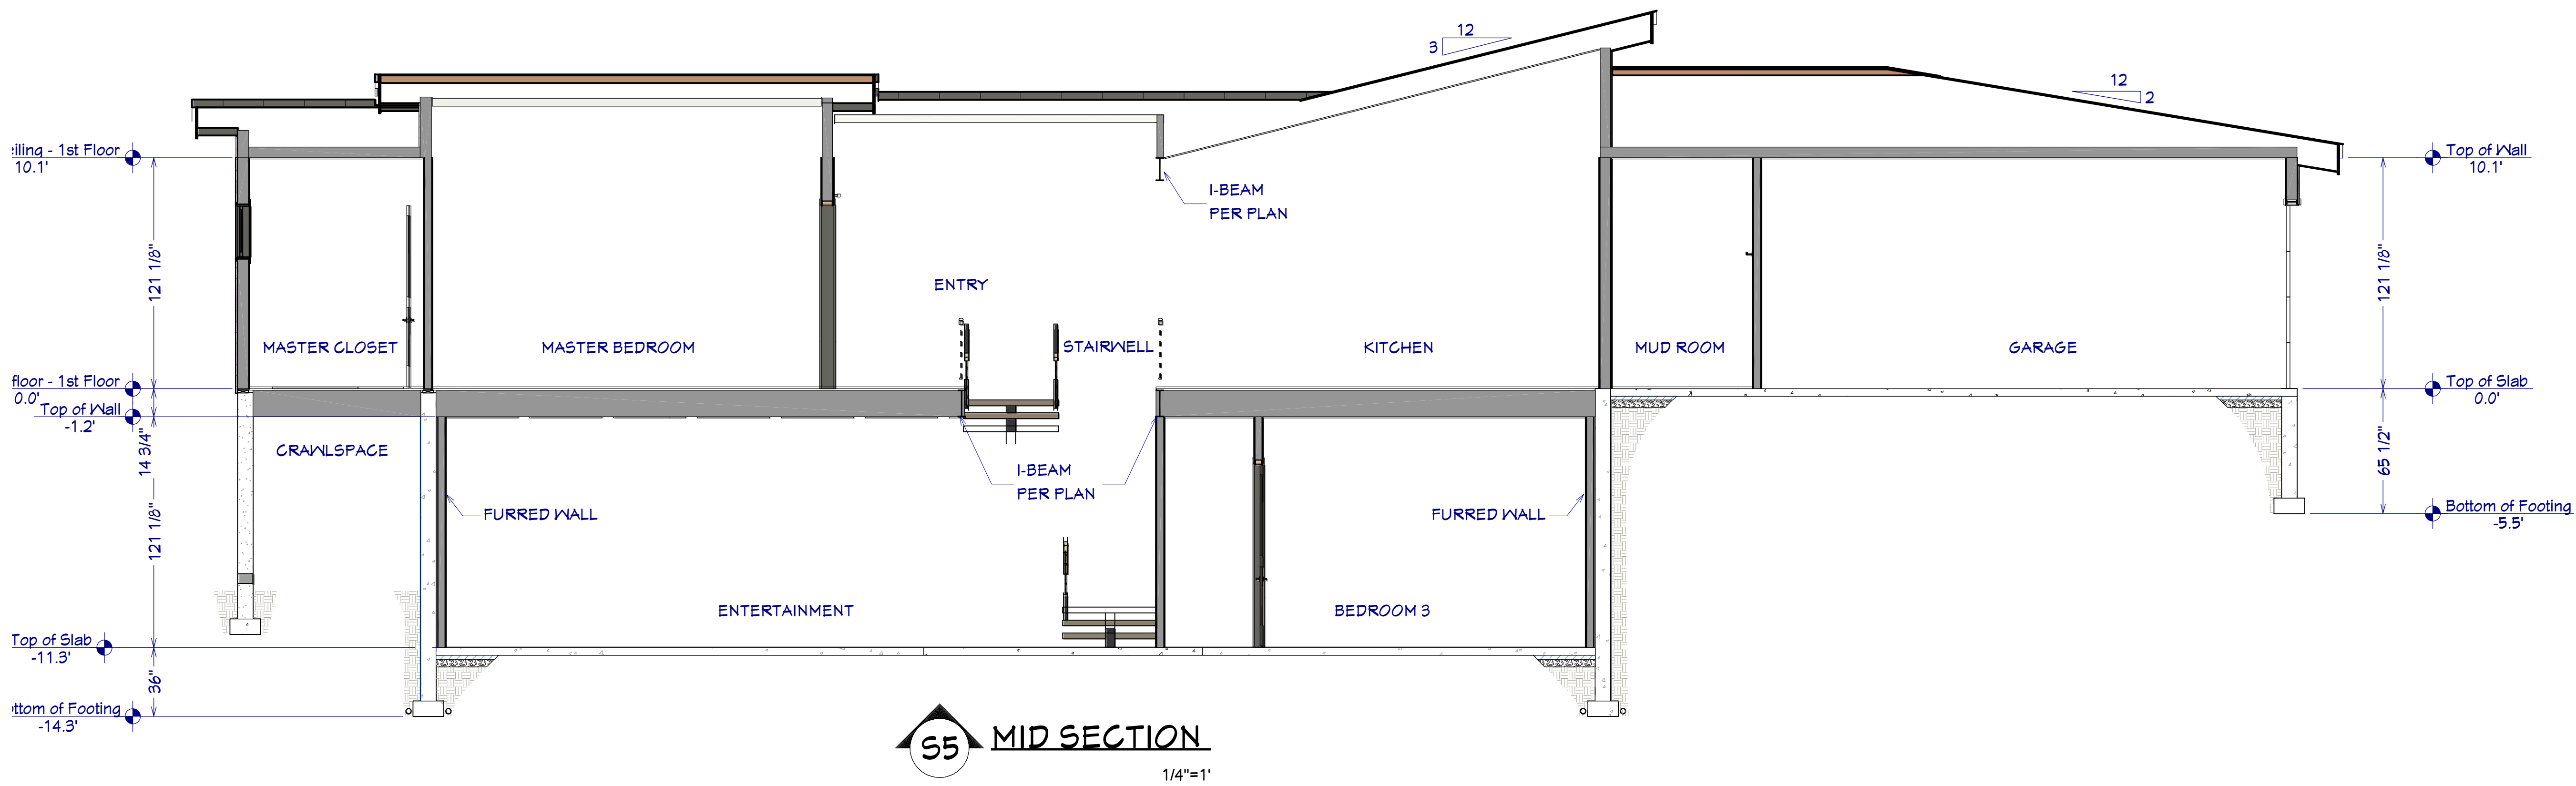 12
3
12
2
iling - 1st Floor
10.1'
Top of Wall
10.1'
I-BEAM
PER PLAN
121 1/8"
121 1/8"
ENTRY
MASTER CLOSET
MASTER BEDROOM
STAIRWELL
KITCHEN
MUD ROOM
GARAGE
floor - 1st Floor
0.0'
Top of Slab
0.0'
Top of Wall
-1.2'
14 3/4"
CRAWLSPACE
I-BEAM
PER PLAN
65 1/2"
FURRED WALL
FURRED WALL
Bottom of Footing
-5.5'
121 1/8"
ENTERTAINMENT
BEDROOM 3
Top of Slab
-11.3'
36"
ttom of Footing
-14.3'
S5
MID SECTION
1/4"=1'